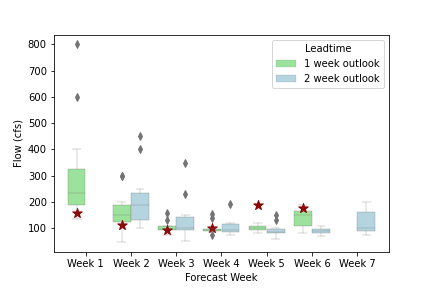 800
700
600
500
400
300
200
100
Flow (cfs)
Leadtime
1 week outlook
2 week outlook
Week 1 Week 2 Week 3 Week 4 Week 5 Week 6 Week 7
Forecast Week